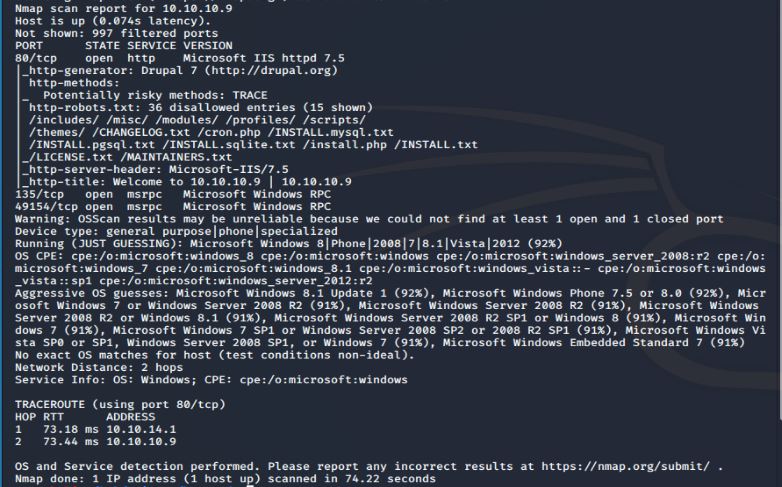 Nmap scan report for 10.10.10.9
Host is up (0.074s latency).
Not shown: 997 filtered ports
PORT      STATE SERVICE VERSION
80/tcp    open  http    Microsoft IIS httpd 7.5
|_http-generator: Drupal 7 (http://drupal.org)
| http-methods:
|_  Potentially risky methods: TRACE
| http-robots.txt: 36 disallowed entries (15 shown)
| /includes/ /misc/ /modules/ /profiles/ /scripts/
| /themes/ /CHANGELOG.txt /cron.php /INSTALL.mysql.txt
| /INSTALL.pgsql.txt /INSTALL.sqlite.txt /install.php /INSTALL.txt
|_/LICENSE.txt /MAINTAINERS.txt
|_http-server-header: Microsoft-IIS/7.5
|_http-title: Welcome to 10.10.10.9 | 10.10.10.9
135/tcp   open  msrpc   Microsoft Windows RPC
49154/tcp open  msrpc   Microsoft Windows RPC
Warning: OSScan results may be unreliable because we could not find at least 1 open and 1 closed port
Device type: general purpose|phone|specialized
Running (JUST GUESSING): Microsoft Windows 8|Phone|2008|7|8.1|Vista|2012 (92%)
OS CPE: cpe:/o:microsoft:windows_8 cpe:/o:microsoft:windows cpe:/o:microsoft:windows_server_2008:r2 cpe:/o:
microsoft:windows_7 cpe:/o:microsoft:windows_8.1 cpe:/o:microsoft:windows_vista::- cpe:/o:microsoft:windows
_vista::sp1 cpe:/o:microsoft:windows_server_2012:r2
Aggressive OS guesses: Microsoft Windows 8.1 Update 1 (92%), Microsoft Windows Phone 7.5 or 8.0 (92%), Micr
osoft Windows 7 or Windows Server 2008 R2 (91%), Microsoft Windows Server 2008 R2 (91%), Microsoft Windows
Server 2008 R2 or Windows 8.1 (91%), Microsoft Windows Server 2008 R2 SP1 or Windows 8 (91%), Microsoft Win
dows 7 (91%), Microsoft Windows 7 SP1 or Windows Server 2008 SP2 or 2008 R2 SP1 (91%), Microsoft Windows Vi
sta SP0 or SP1, Windows Server 2008 SP1, or Windows 7 (91%), Microsoft Windows Embedded Standard 7 (91%)
No exact OS matches for host (test conditions non-ideal).
Network Distance: 2 hops
Service Info: OS: Windows; CPE: cpe:/o:microsoft:windows
TRACEROUTE (using port 80/tcp)
HOP RTT      ADDRESS
1   73.18 ms 10.10.14.1
2   73.44 ms 10.10.10.9
OS and Service detection performed. Please report any incorrect results at https://nmap.org/submit/ .
Nmap done: 1 IP address (1 host up) scanned in 74.22 seconds